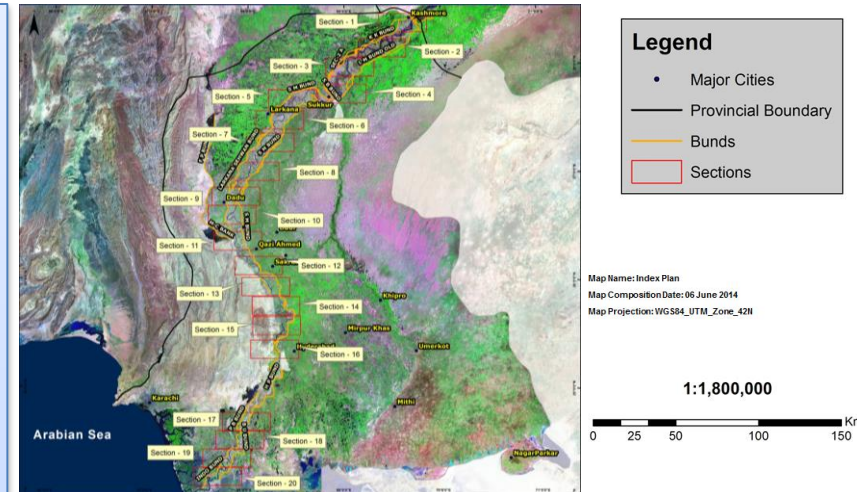 Section - 1
Kashmore
K K BUND
Section - 2
Section - 3
S M BUND
Section - 4
Section - 5
Sukkur
Larkana
Section - 6
Section - 7
Section - 8
Section - 9
Dadu
Section - 10
Section - 11
Qazi Ahmed
Section - 12
Section - 13
Khipro
Section - 14
Section - 15
Mirpur Khas
Umerkot
Section - 16
Karachi
Mithi
Section - 17
Arabian Sea
Section - 18
Section - 19
NagarParkar
Section - 20
Legend
Major Cities
Provincial Boundary
Bunds
Sections
Map Name: Index Plan
Map Composition Date: 06 June 2014
Map Projection: WGS84_UTM_Zone_42N
1:1,800,000
Km
0 25 50 100 150